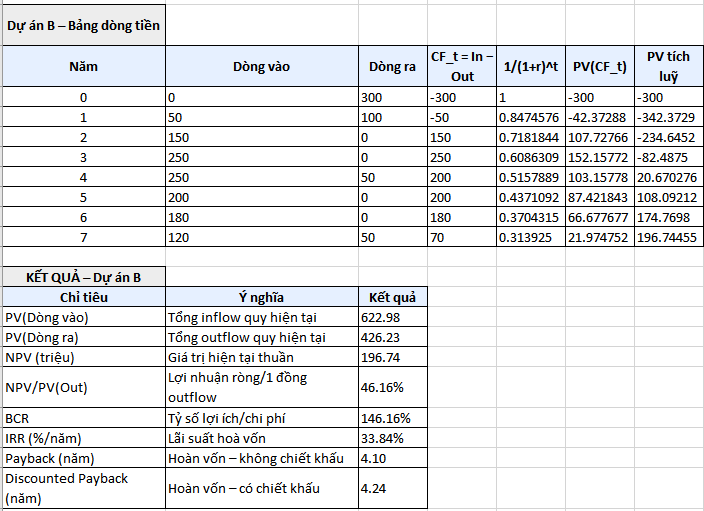 Dự án B – Bảng dòng tiền
Năm Dòng vào Dòng ra CF_t = In – Out 1/(1+r)^t PV(CF_t) PV tích luỹ
0 0 300 -300 1 -300 -300
1 50 100 -50 0.8474576 -42.37288 -342.3729
2 150 0 150 0.7181844 107.72766 -234.6452
3 250 0 250 0.6086309 152.15772 -82.4875
4 250 50 200 0.5157889 103.15778 20.670276
5 200 0 200 0.4371092 87.421843 108.09212
6 180 0 180 0.3704315 66.677677 174.7698
7 120 50 70 0.313925 21.974752 196.74455
KẾT QUẢ – Dự án B
Chỉ tiêu Ý nghĩa Kết quả
PV(Dòng vào) Tổng inflow quy hiện tại 622.98
PV(Dòng ra) Tổng outflow quy hiện tại 426.23
NPV (triệu) Giá trị hiện tại thuần 196.74
NPV/PV(Out) Lợi nhuận ròng/1 đồng outflow 46.16%
BCR Tỷ số lợi ích/chi phí 146.16%
IRR (%/năm) Lãi suất hoà vốn 33.84%
Payback (năm) Hoàn vốn – không chiết khấu 4.10
Discounted Payback (năm) Hoàn vốn – có chiết khấu 4.24